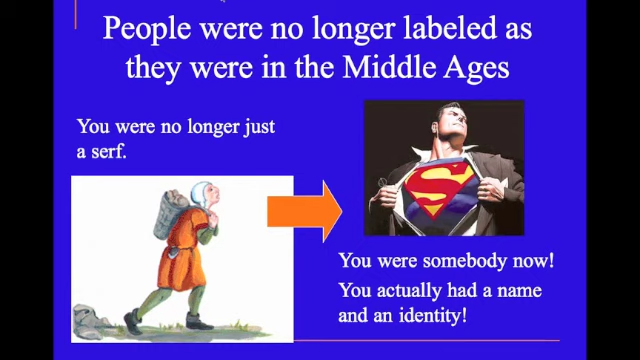 People were no longer labeled as
they were in the Middle Ages
You were no longer just
a serf.
S
You were somebody now!
You actually had a name
and an identity!